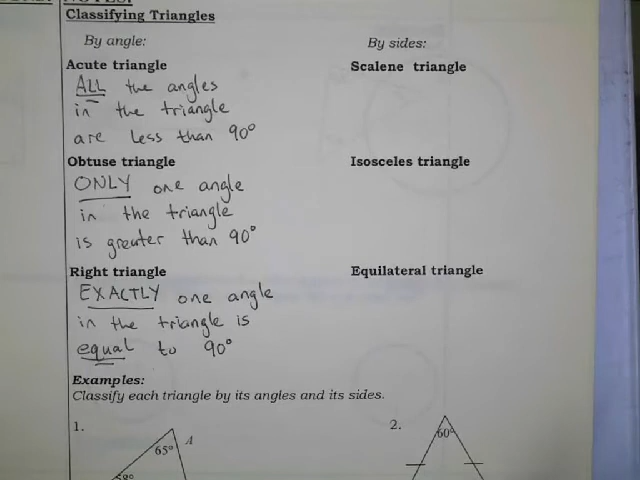 NOTES:
Classifying Triangles
By angle:
By sides:
Acute triangle
Scalene triangle
ALL the angles
in the triangle
are less than 90°
Obtuse triangle
Isosceles triangle
ONLY one angle
in the triangle
is greater than 90°
Right triangle
Equilateral triangle
EXACTLY one angle
in the triangle is
equal to 90°
Examples:
Classify each triangle by its angles and its sides.
1.
2.
A
65°
60°